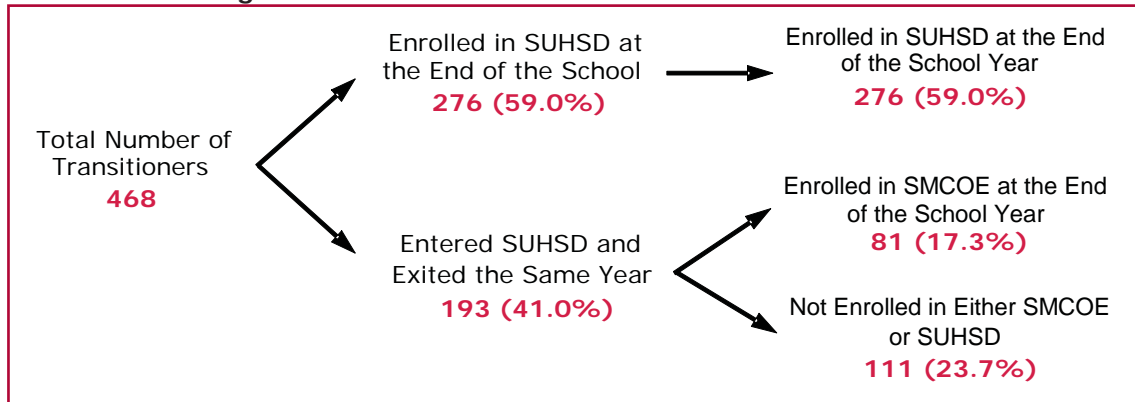 Enrolled in SUHSD at
the End of the School
276 (59.0%)
Enrolled in SUHSD at the End
of the School Year
276 (59.0%)
Total Number of
Transitioners
468
Enrolled in SMCOE at the End
of the School Year
81 (17.3%)
Entered SUHSD and
Exited the Same Year
193 (41.0%)
Not Enrolled in Either SMCOE
or SUHSD
111 (23.7%)